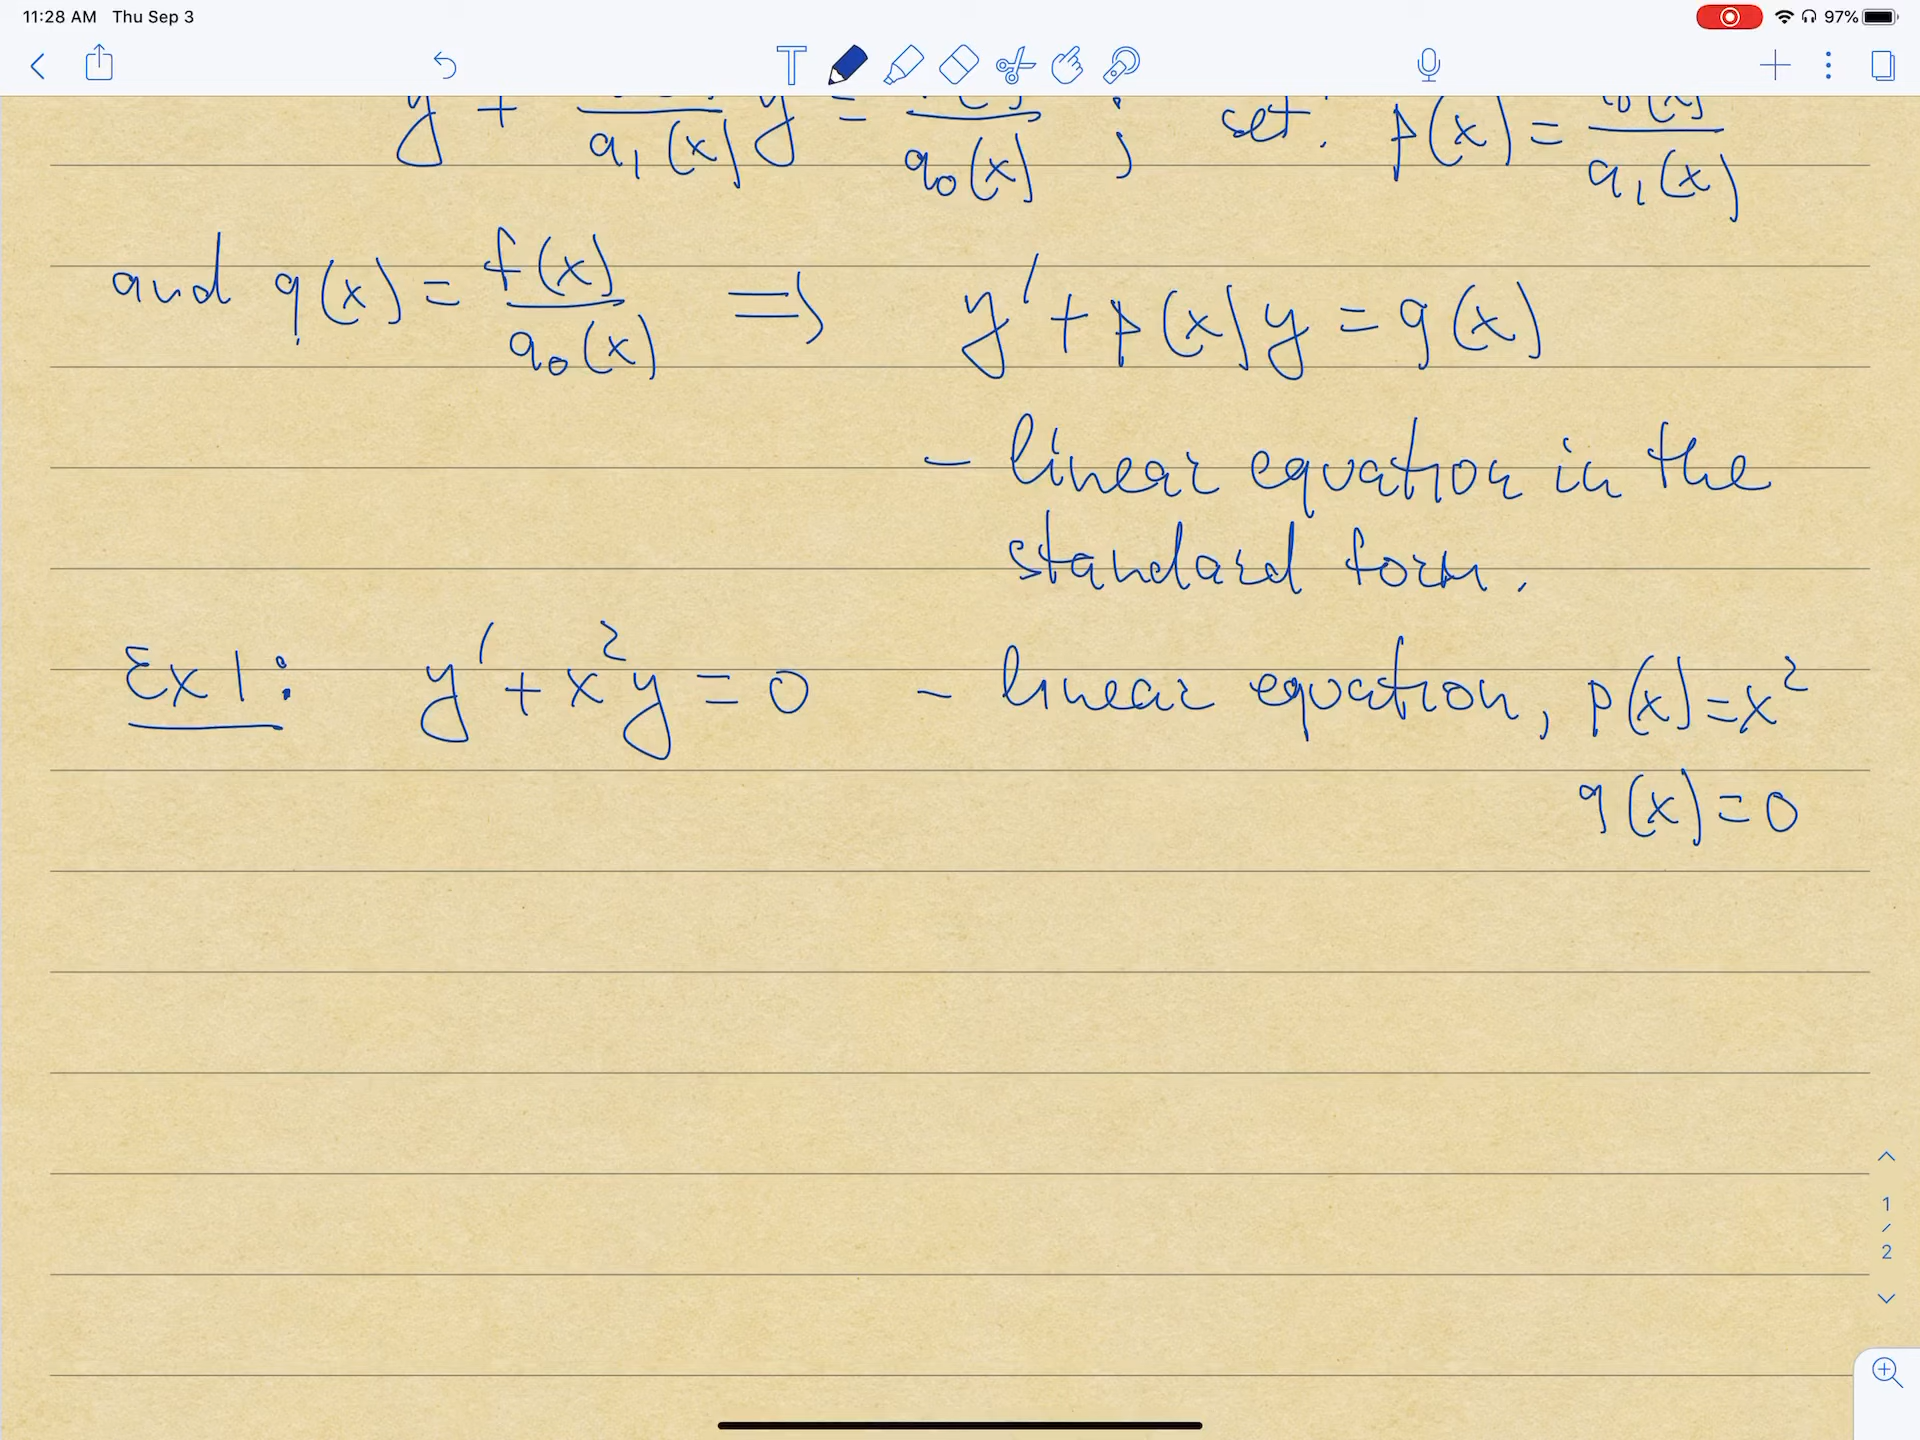 11:28 AM Thu Sep 3 97%
y + a₁(x) y = a₀(x) ; set: p(x) = a₁(x)
and q(x) = f(x)/a₀(x) ⇒ y' + p(x)y = q(x)
- linear equation in the
standard form.
Ex 1: y' + x²y = 0 - linear equation, p(x) = x²
q(x) = 0
1/2